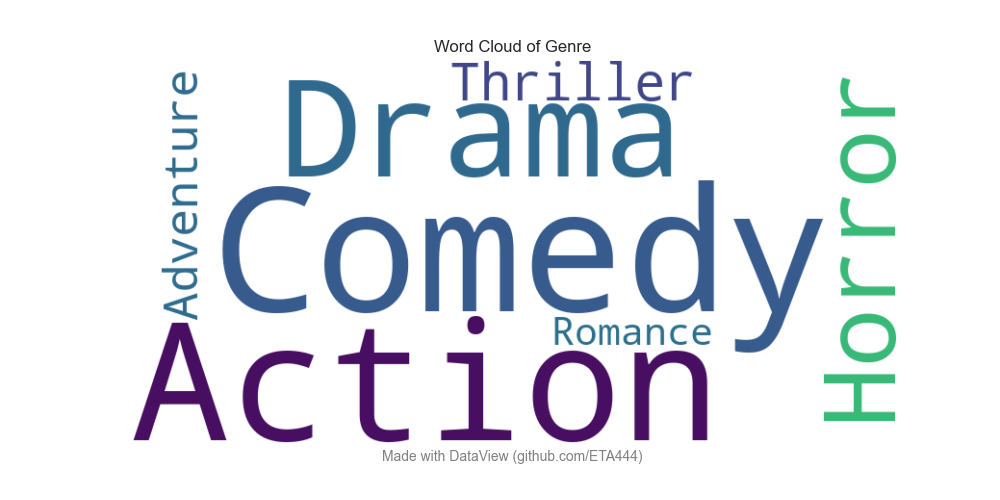 Word Cloud of Genre
Thriller
Adventure
Drama
Horror
Comedy
Romance
Action
Made with DataView (github.com/ETA444)